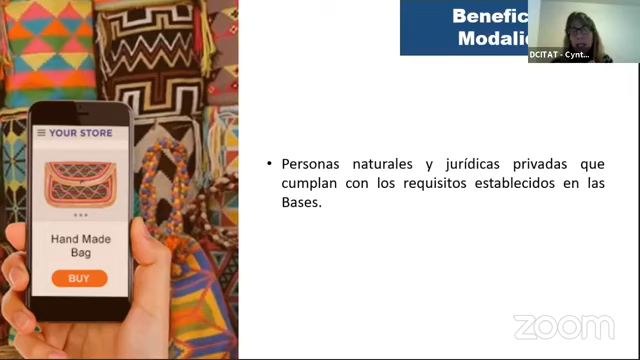 Benefic
Modali
DCITAT - Cynt...
YOUR STORE
Hand Made
Bag
BUY
• Personas naturales y jurídicas privadas que
cumplan con los requisitos establecidos en las
Bases.
zoom